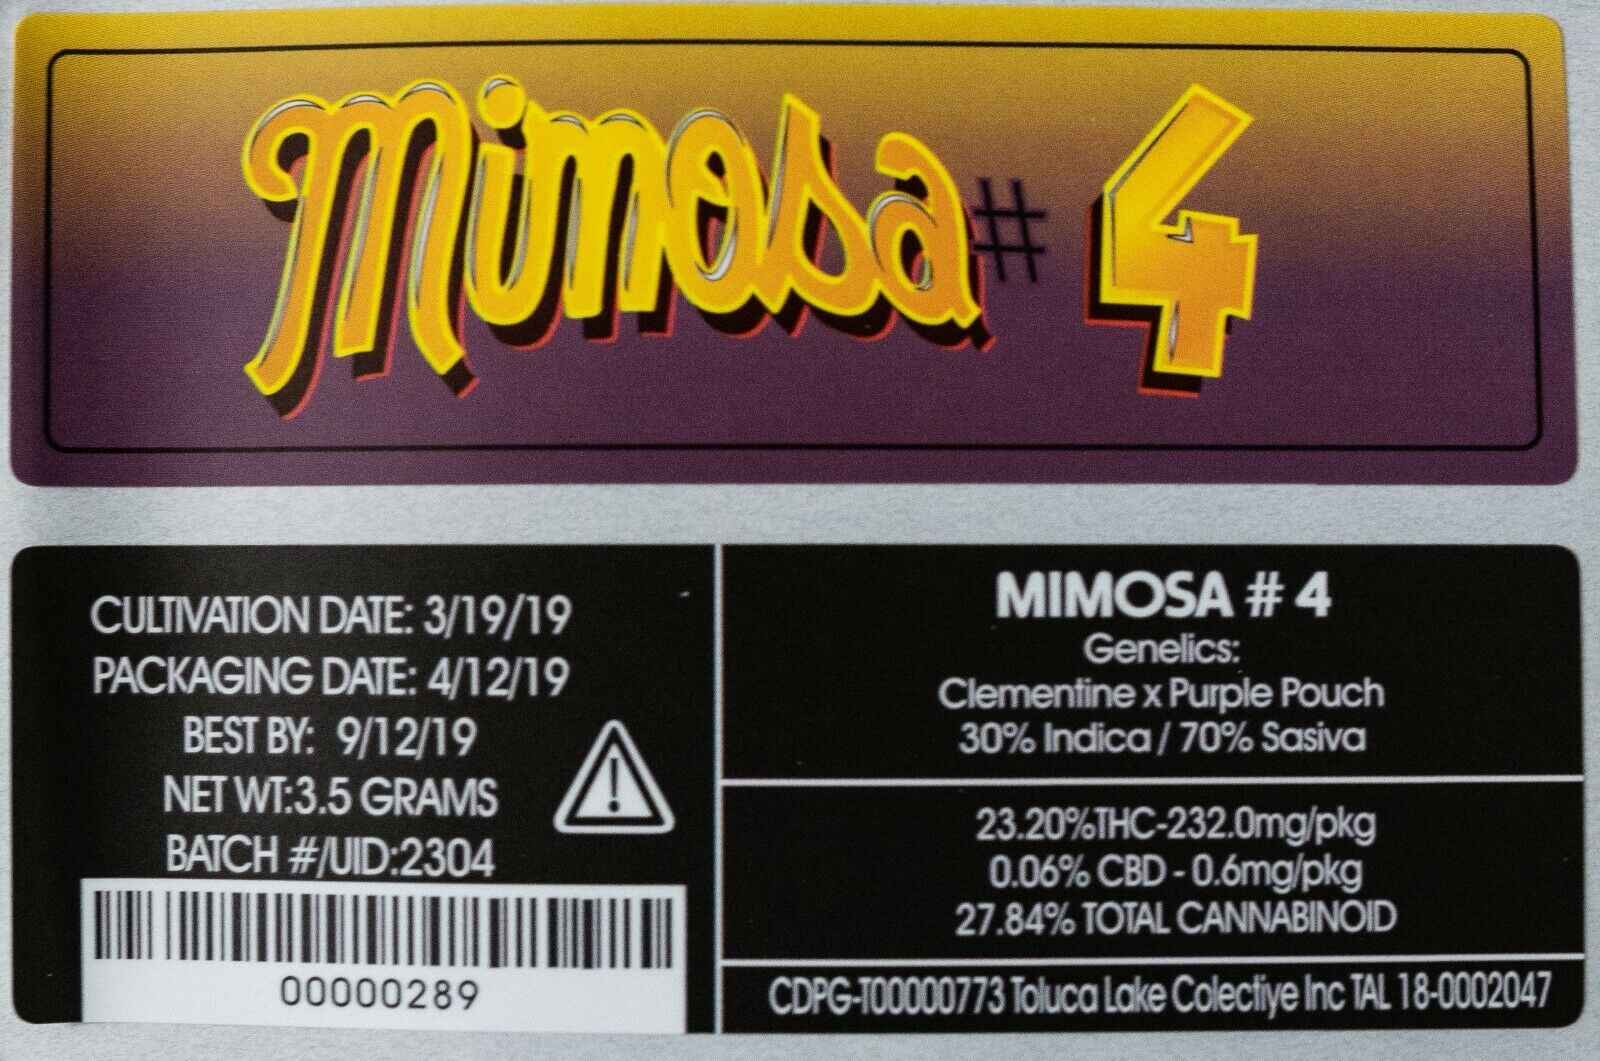 Mimosa # 4
CULTIVATION DATE: 3/19/19
PACKAGING DATE: 4/12/19
BEST BY: 9/12/19
NET WT:3.5 GRAMS
BATCH #/UID:2304
00000289
MIMOSA # 4
Genelics:
Clementine x Purple Pouch
30% Indica / 70% Sasiva
23.20%THC-232.0mg/pkg
0.06% CBD - 0.6mg/pkg
27.84% TOTAL CANNABINOID
CDPG-T00000773 Toluca Lake Colectiye Inc TAL 18-0002047